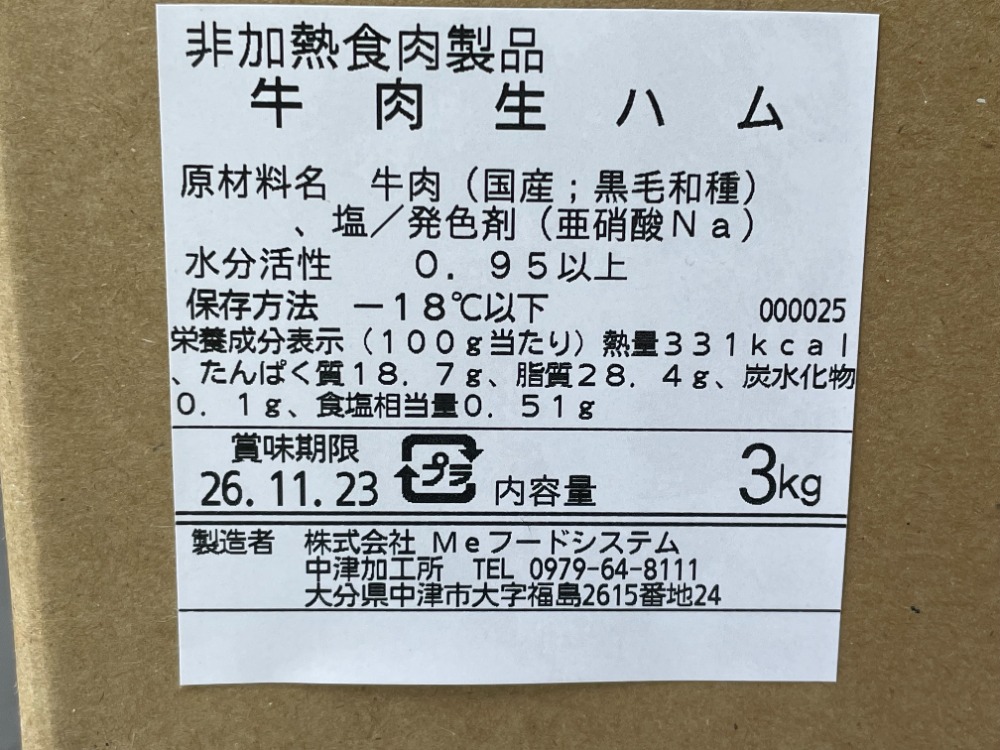 非加熱食肉製品
牛肉生ハム
原材料名 牛肉（国産；黒毛和種）
、塩／発色剤（亜硝酸Ｎａ）
水分活性 ０．９５以上
保存方法 －１８℃以下 000025
栄養成分表示（１００ｇ当たり）熱量３３１ｋｃａｌ
、たんぱく質１８．７ｇ、脂質２８．４ｇ、炭水化物
０．１ｇ、食塩相当量０．５１ｇ
賞味期限
26.11.23 プラ 内容量 3kg
製造者 株式会社 Ｍｅフードシステム
中津加工所 TEL 0979-64-8111
大分県中津市大字福島2615番地24